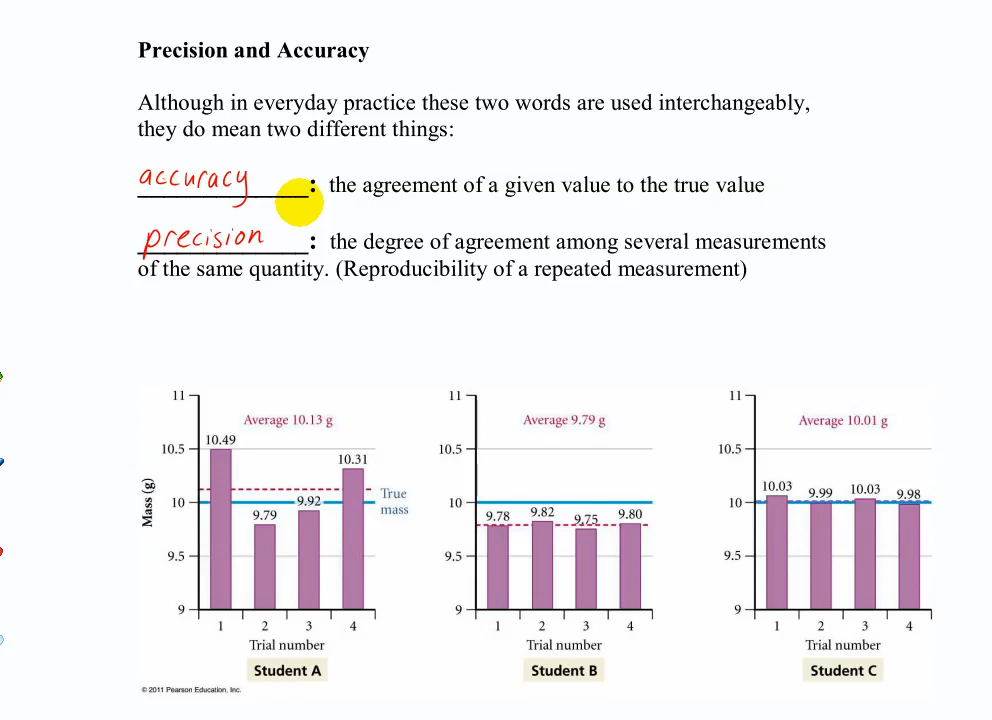 Precision and Accuracy
Although in everyday practice these two words are used interchangeably,
they do mean two different things:
accuracy : the agreement of a given value to the true value
precision : the degree of agreement among several measurements
of the same quantity. (Reproducibility of a repeated measurement)
Mass (g)
11
10.5
10
9.5
9
Average 10.13 g
10.49
9.79
9.92
10.31
True
mass
1 2 3 4
Trial number
Student A
11
10.5
10
9.5
9
Average 9.79 g
9.78
9.82
9.75
9.80
1 2 3 4
Trial number
Student B
11
10.5
10
9.5
9
Average 10.01 g
10.03
9.99
10.03
9.98
1 2 3 4
Trial number
Student C
© 2011 Pearson Education, Inc.